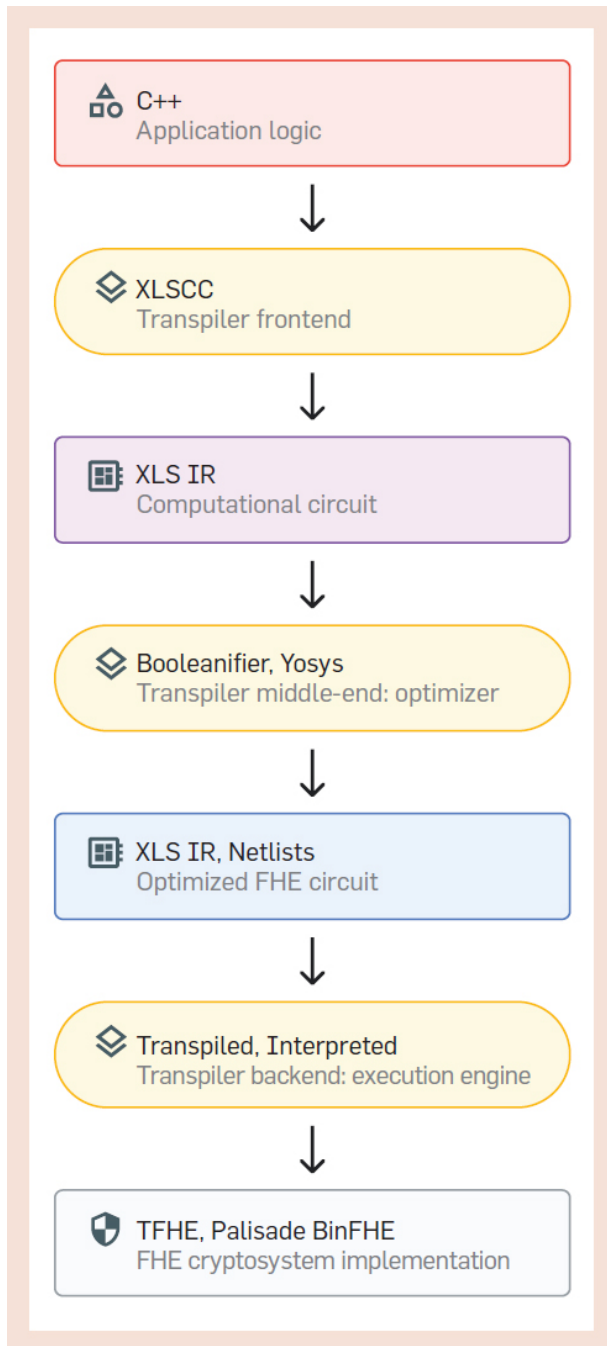 C++
Application logic
XLSCC
Transpiler frontend
XLS IR
Computational circuit
Booleanifier, Yosys
Transpiler middle-end: optimizer
XLS IR, Netlists
Optimized FHE circuit
Transpiled, Interpreted
Transpiler backend: execution engine
TFHE, Palisade BinFHE
FHE cryptosystem implementation